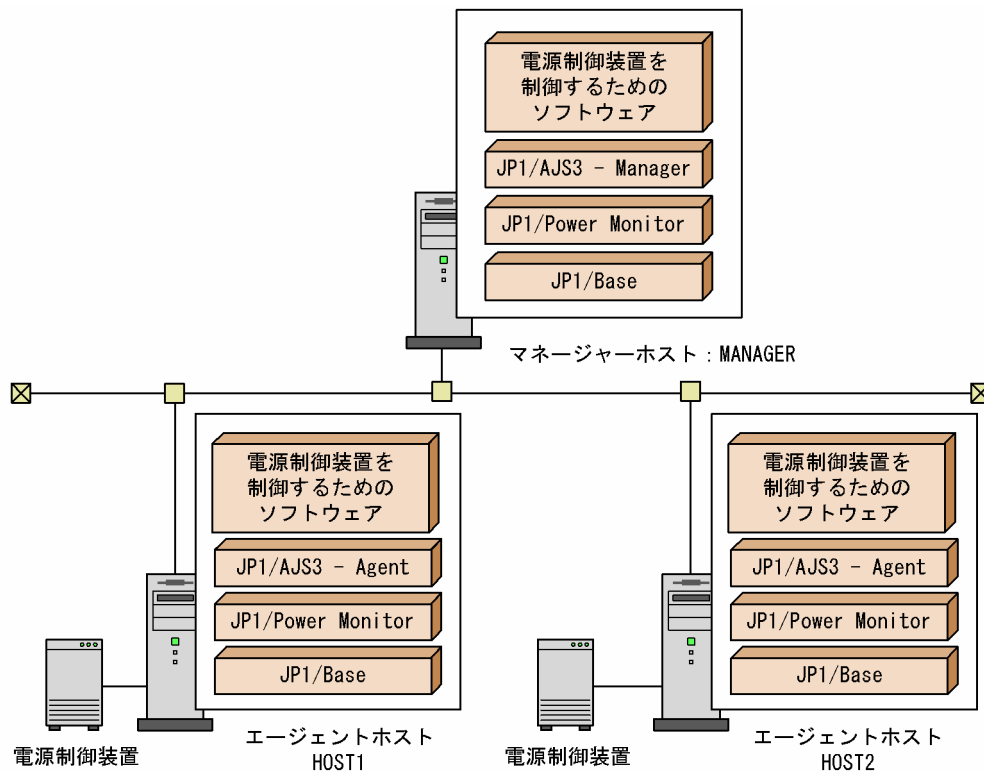 電源制御装置を
制御するための
ソフトウェア
JP1/AJS3 - Manager
JP1/Power Monitor
JP1/Base
マネージャーホスト：MANAGER
電源制御装置を
制御するための
ソフトウェア
JP1/AJS3 - Agent
JP1/Power Monitor
JP1/Base
電源制御装置
エージェントホスト
HOST1
電源制御装置を
制御するための
ソフトウェア
JP1/AJS3 - Agent
JP1/Power Monitor
JP1/Base
電源制御装置
エージェントホスト
HOST2